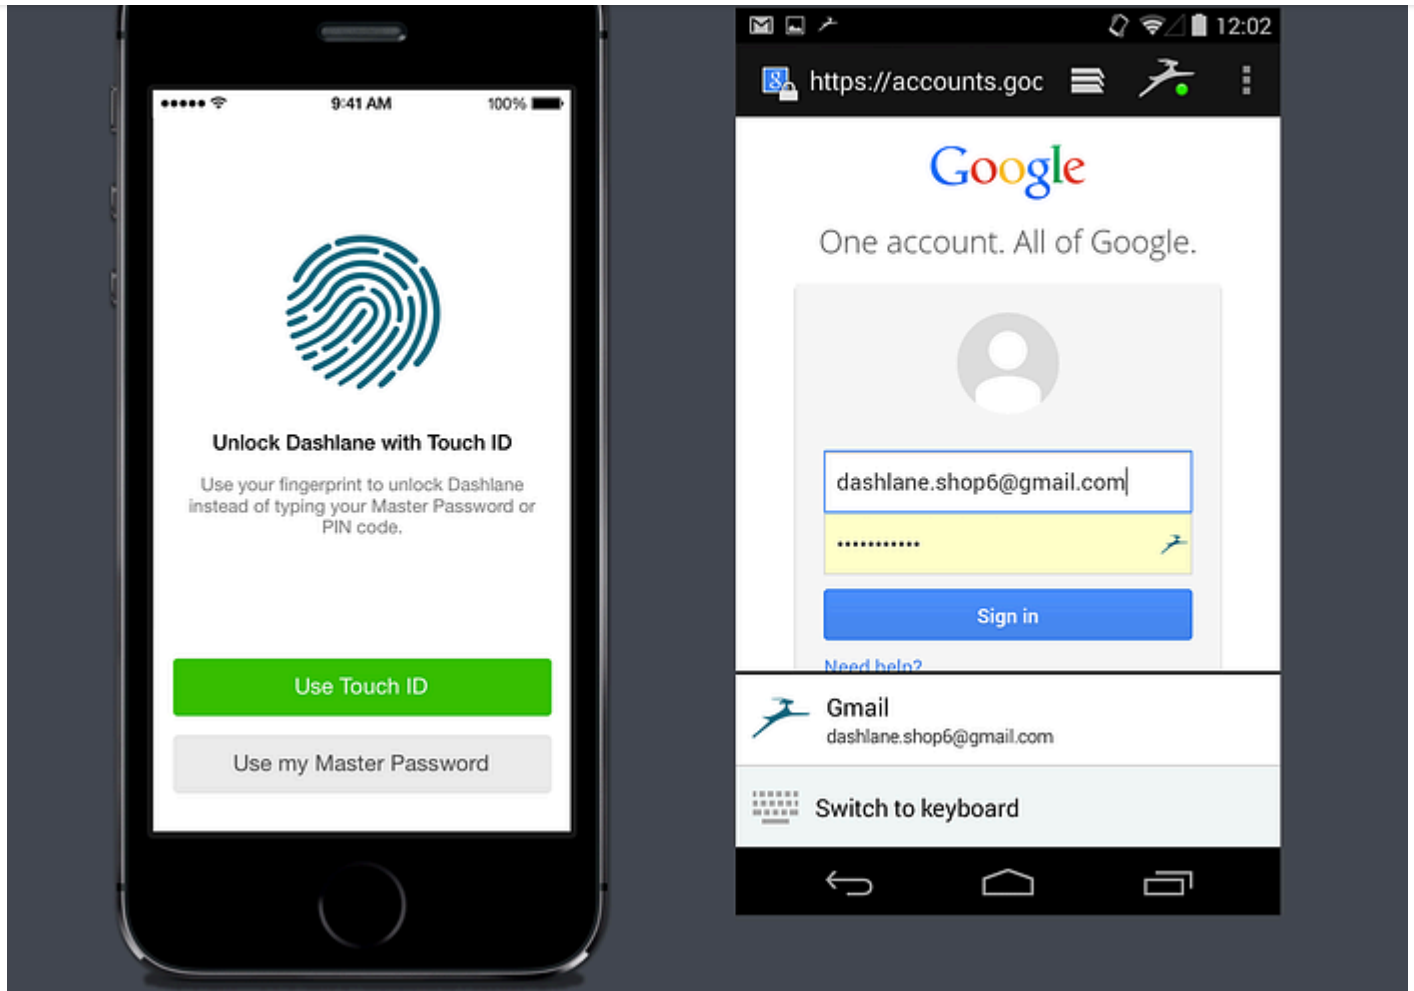 9:41 AM
100%
Unlock Dashlane with Touch ID
Use your fingerprint to unlock Dashlane
instead of typing your Master Password or
PIN code.
Use Touch ID
Use my Master Password
12:02
8
https://accounts.goc
Google
One account. All of Google.
dashlane.shop6@gmail.com
•••••••••••
Sign in
Need help?
Gmail
dashlane.shop6@gmail.com
Switch to keyboard